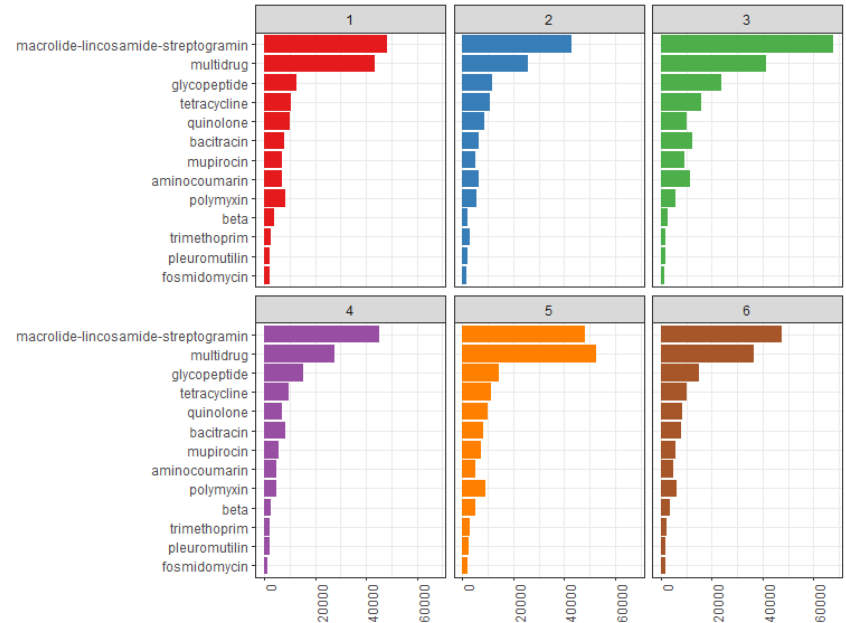 1 2 3
macrolide-lincosamide-streptogramin
multidrug
glycopeptide
tetracycline
quinolone
bacitracin
mupirocin
aminocoumarin
polymyxin
beta
trimethoprim
pleuromutilin
fosmidomycin
4 5 6
macrolide-lincosamide-streptogramin
multidrug
glycopeptide
tetracycline
quinolone
bacitracin
mupirocin
aminocoumarin
polymyxin
beta
trimethoprim
pleuromutilin
fosmidomycin
0 20000 40000 60000 0 20000 40000 60000 0 20000 40000 60000